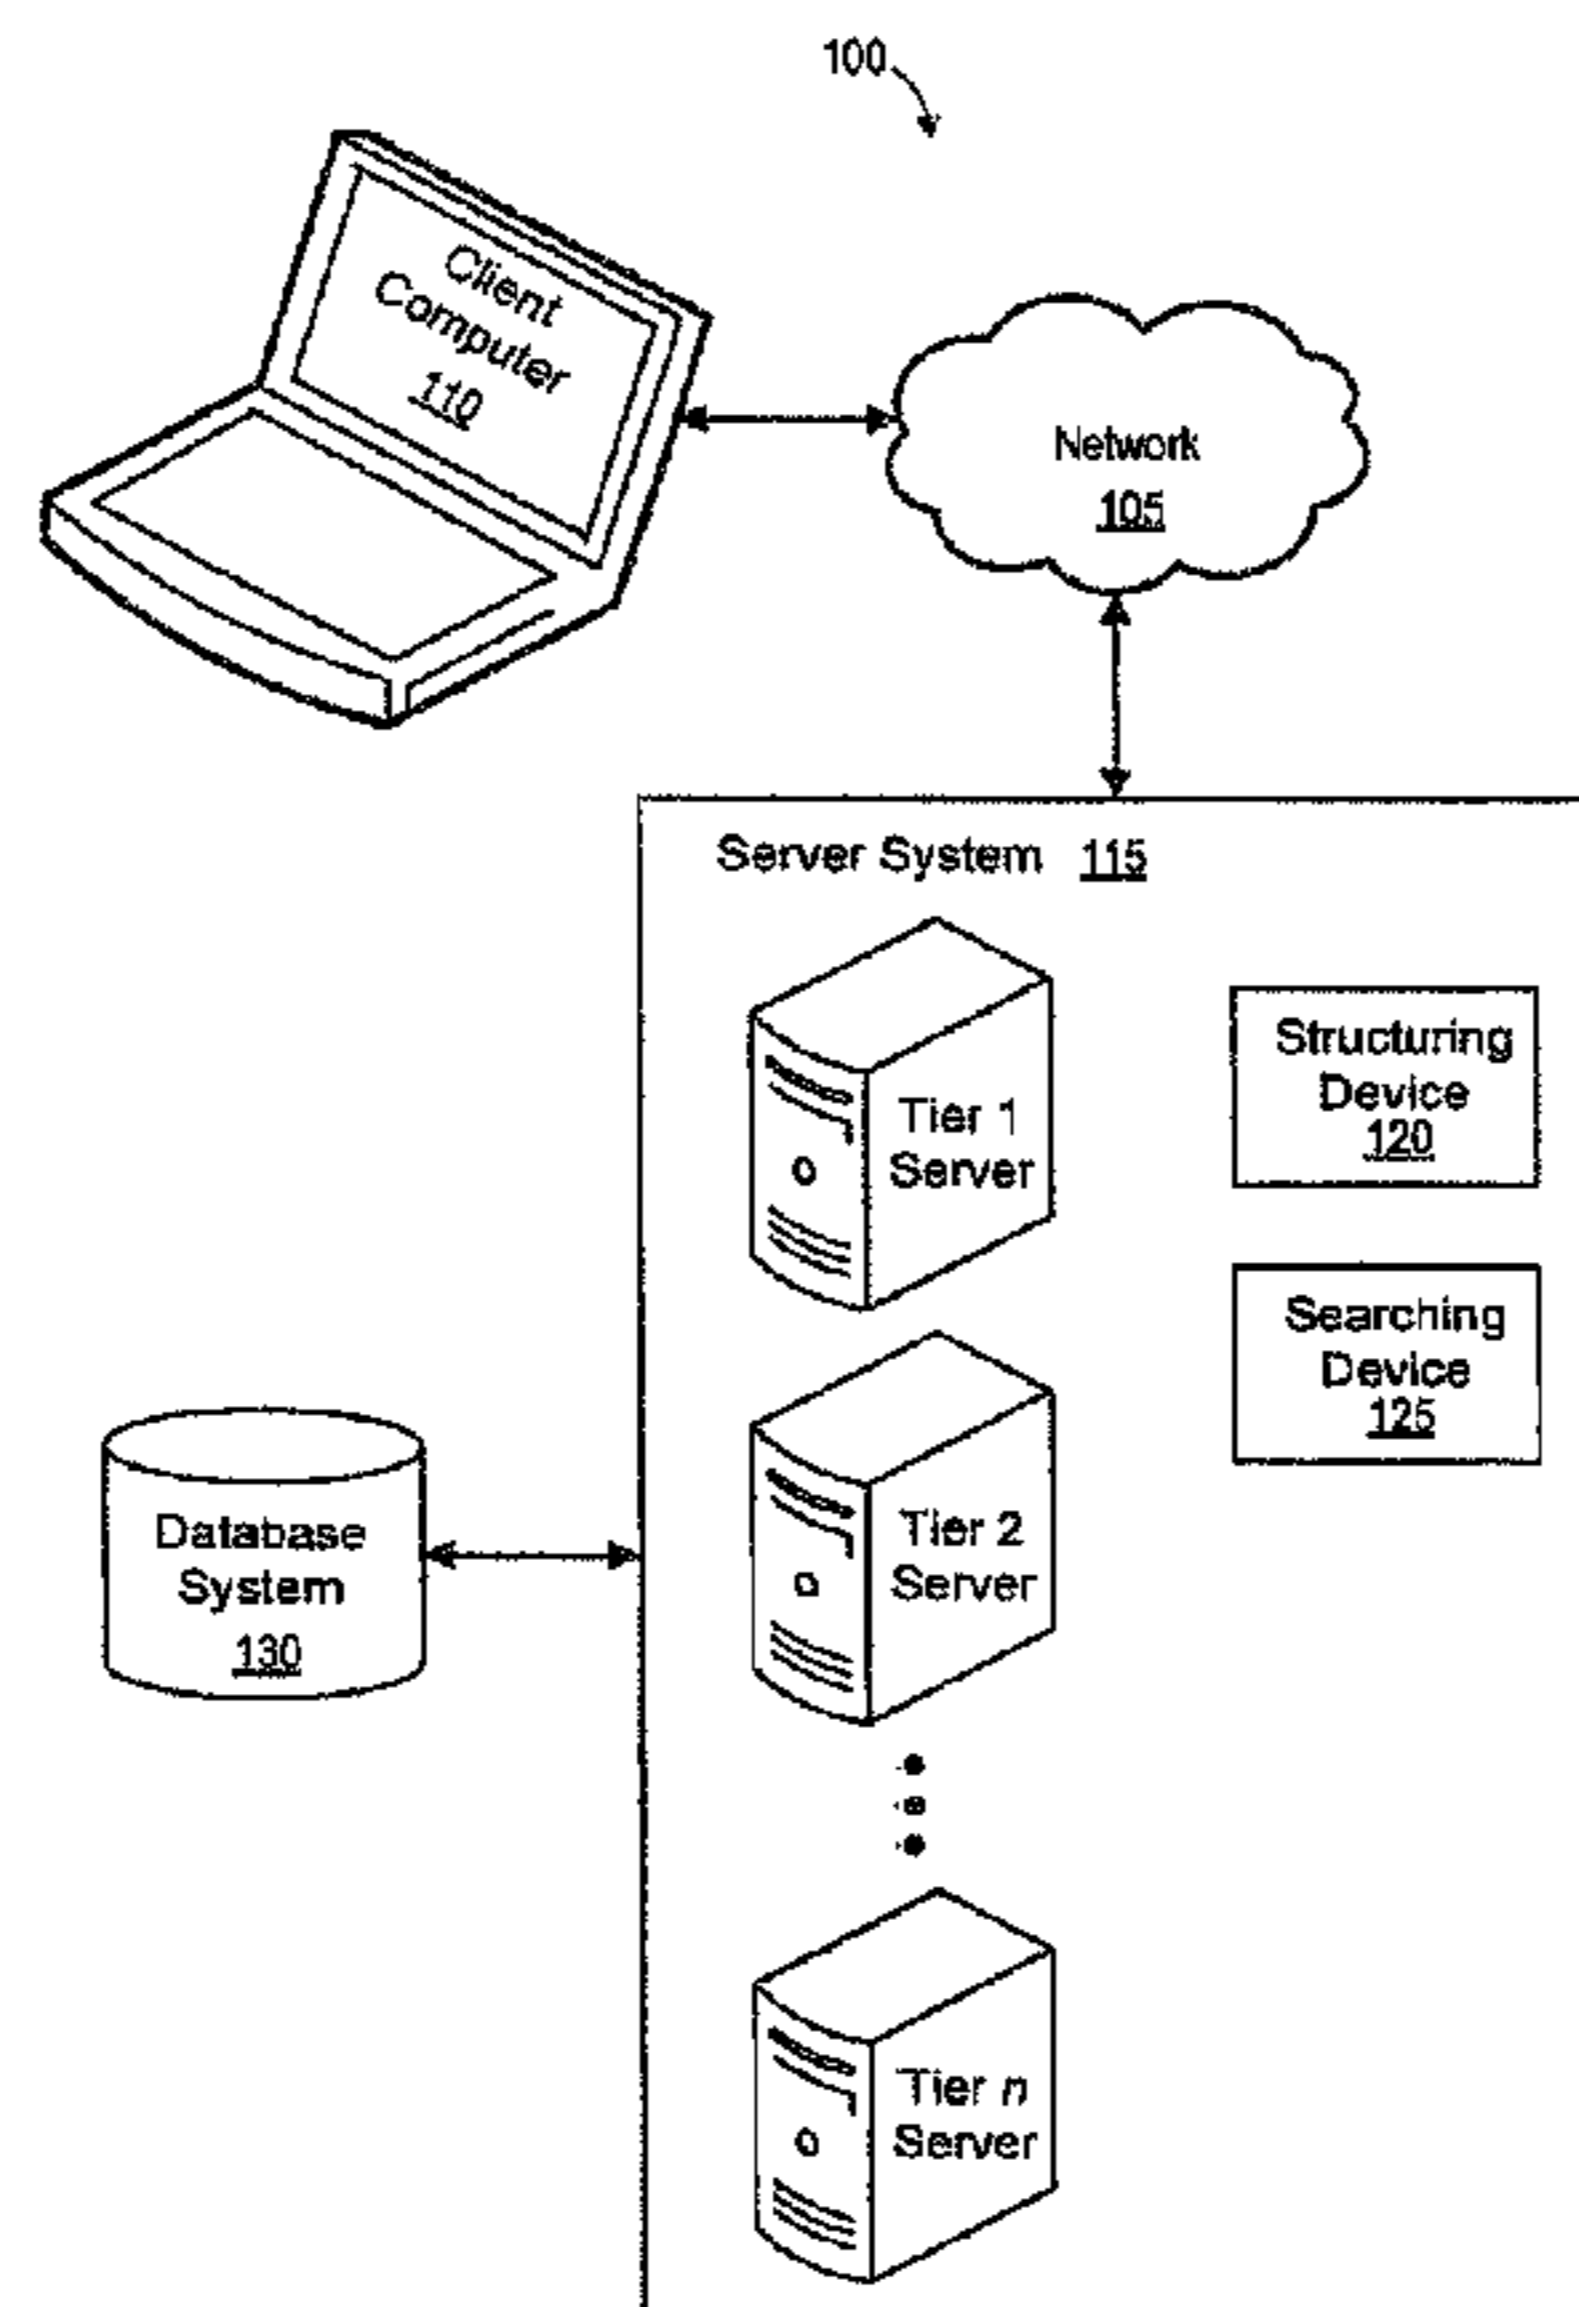 100
Client
Computer
110
Network
105
Server System 115
Tier 1
Server
Structuring
Device
120
Searching
Device
125
Tier 2
Server
Database
System
130
Tier n
Server